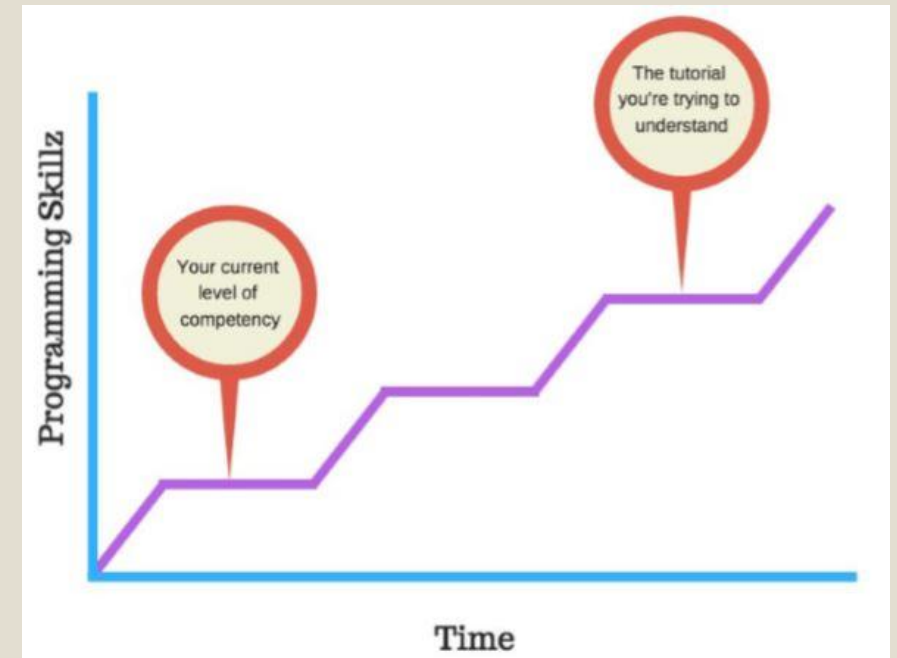 The tutorial
you're trying to
understand
Your current
level of
competency
Programming Skillz
Time